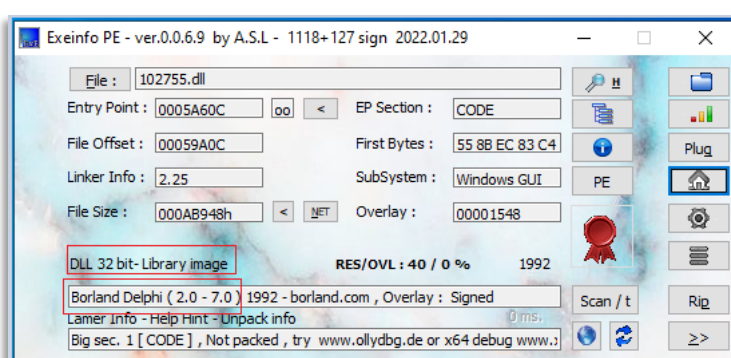 Exeinfo PE - ver.0.0.6.9 by A.S.L - 1118+127 sign 2022.01.29
File : 102755.dll H
Entry Point : 0005A60C oo < EP Section : CODE
File Offset : 00059A0C First Bytes : 55 8B EC 83 C4 Plug
Linker Info : 2.25 SubSystem : Windows GUI PE
File Size : 000AB948h < NET Overlay : 00001548
DLL 32 bit- Library image RES/OVL : 40 / 0 % 1992
Borland Delphi ( 2.0 - 7.0 ) 1992 - borland.com , Overlay : Signed Scan / t Rip
Lamer Info - Help Hint - Unpack info 0 ms.
Big sec. 1 [ CODE ] , Not packed , try www.ollydbg.de or x64 debug www. >>